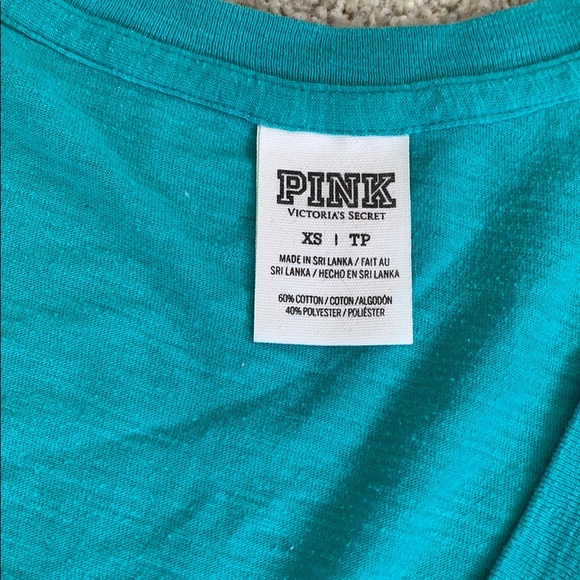 PINK
VICTORIA'S SECRET
XS | TP
MADE IN SRI LANKA / FAIT AU
SRI LANKA / HECHO EN SRI LANKA
60% COTTON / COTON / ALGODÓN
40% POLYESTER / POLIÉSTER